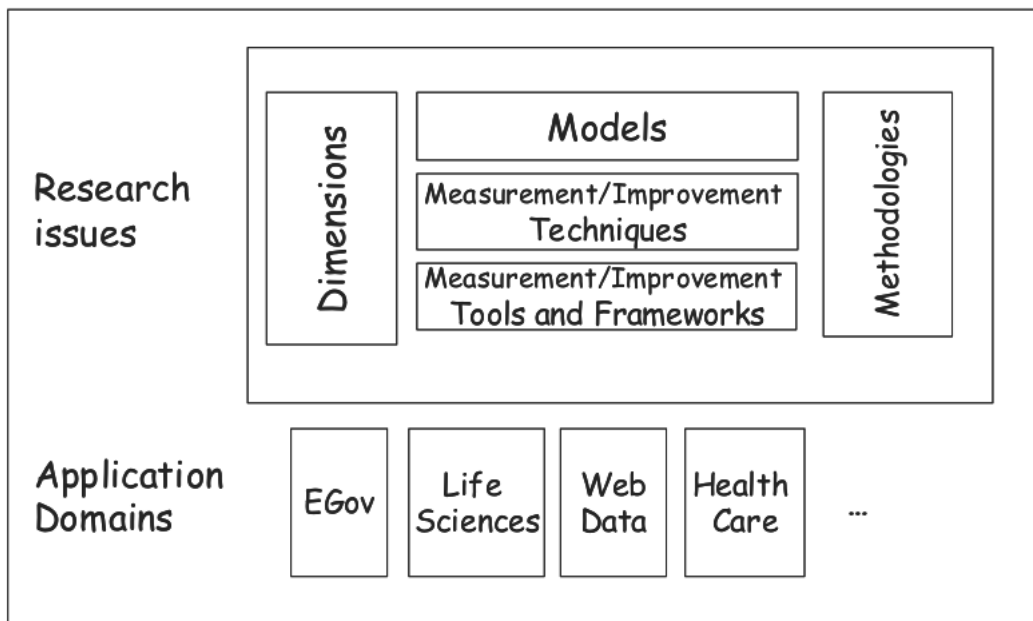 Research
issues
Dimensions
Models
Measurement/Improvement
Techniques
Measurement/Improvement
Tools and Frameworks
Methodologies
Application
Domains
EGov
Life
Sciences
Web
Data
Health
Care
...